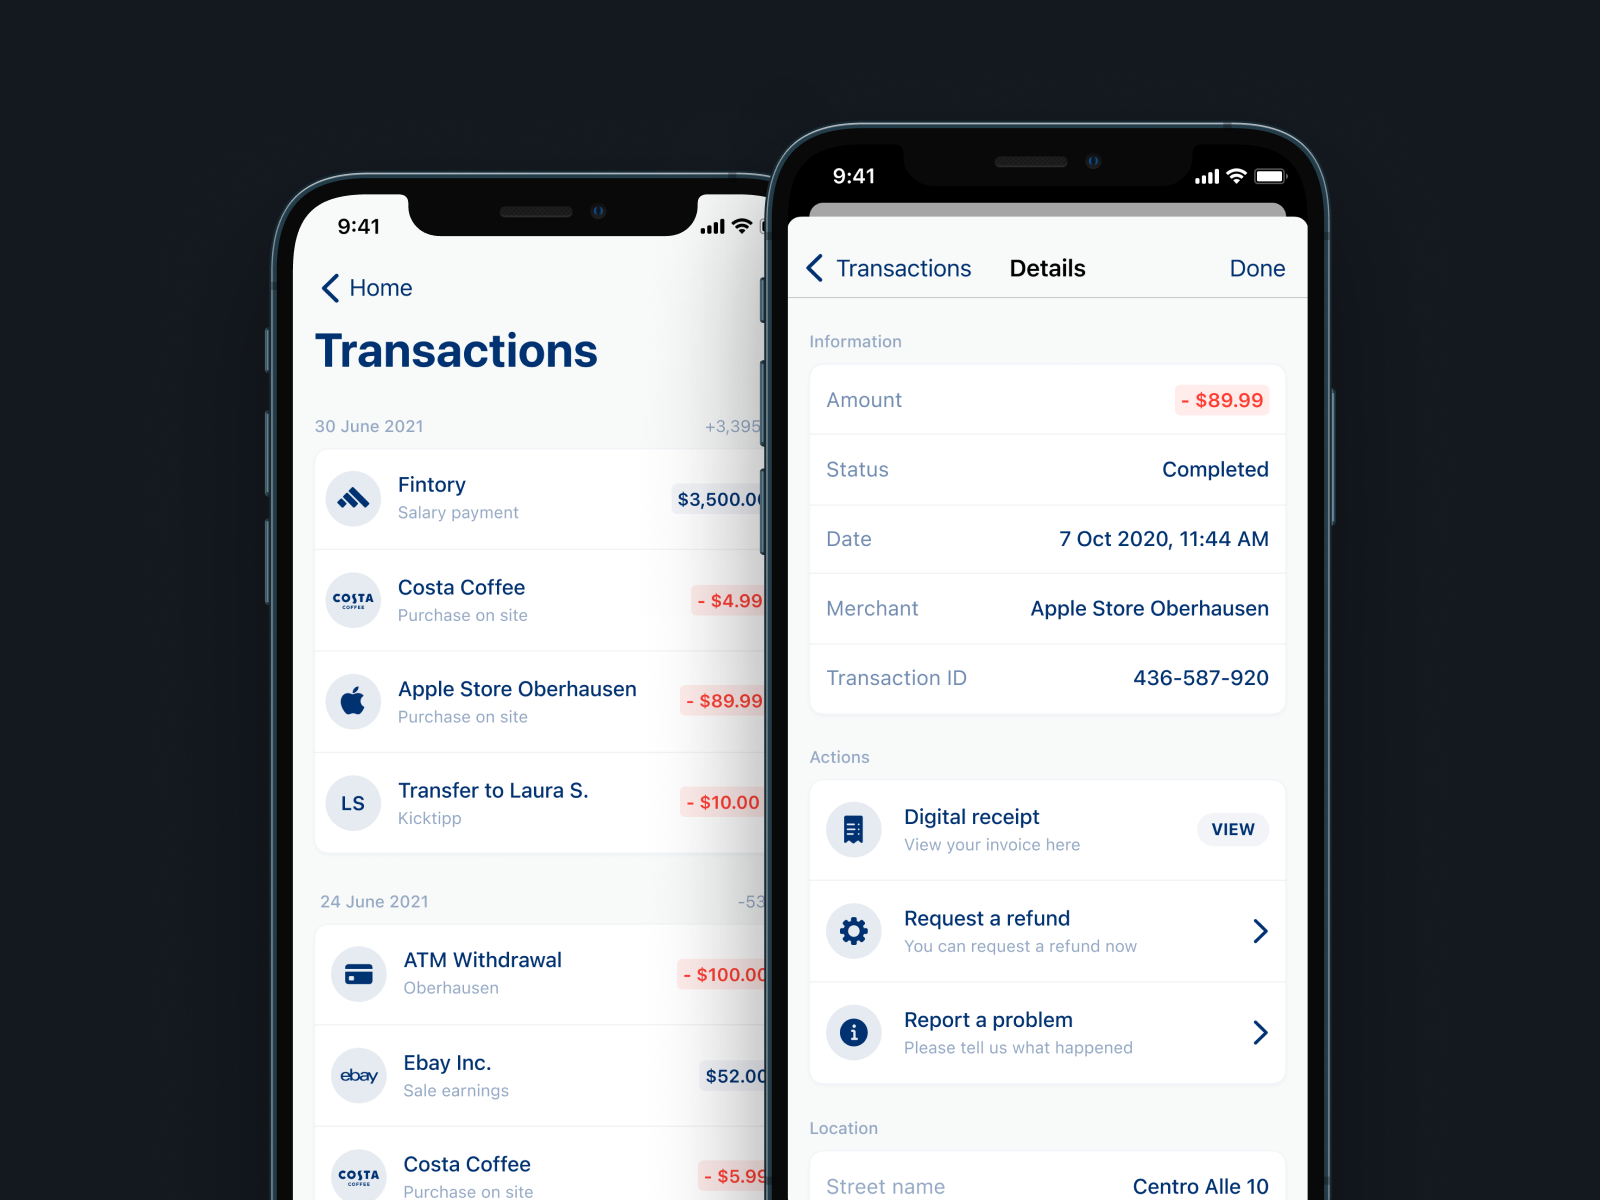 9:41
Home
Transactions
30 June 2021 +3,395
Fintory
Salary payment
$3,500.00
COSTA
COFFEE
Costa Coffee
Purchase on site
- $4.99
Apple Store Oberhausen
Purchase on site
- $89.99
LS
Transfer to Laura S.
Kicktipp
- $10.00
24 June 2021 -53
ATM Withdrawal
Oberhausen
- $100.00
ebay
Ebay Inc.
Sale earnings
$52.00
COSTA
COFFEE
Costa Coffee
Purchase on site
- $5.99
9:41
Transactions Details Done
Information
Amount - $89.99
Status Completed
Date 7 Oct 2020, 11:44 AM
Merchant Apple Store Oberhausen
Transaction ID 436-587-920
Actions
Digital receipt
View your invoice here
VIEW
Request a refund
You can request a refund now
Report a problem
Please tell us what happened
Location
Street name Centro Alle 10